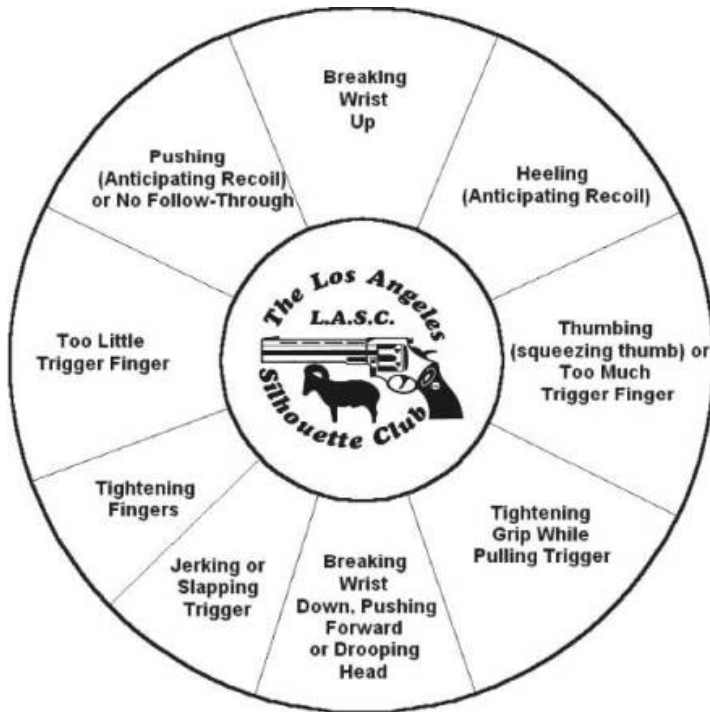 Breaking
Wrist
Up
Heeling
(Anticipating Recoil)
Thumbing
(squeezing thumb) or
Too Much
Trigger Finger
Tightening
Grip While
Pulling Trigger
Breaking
Wrist
Down, Pushing
Forward
or Drooping
Head
Jerking or
Slapping
Trigger
Tightening
Fingers
Too Little
Trigger Finger
Pushing
(Anticipating Recoil)
or No Follow-Through
The Los Angeles
L.A.S.C.
Silhouette Club